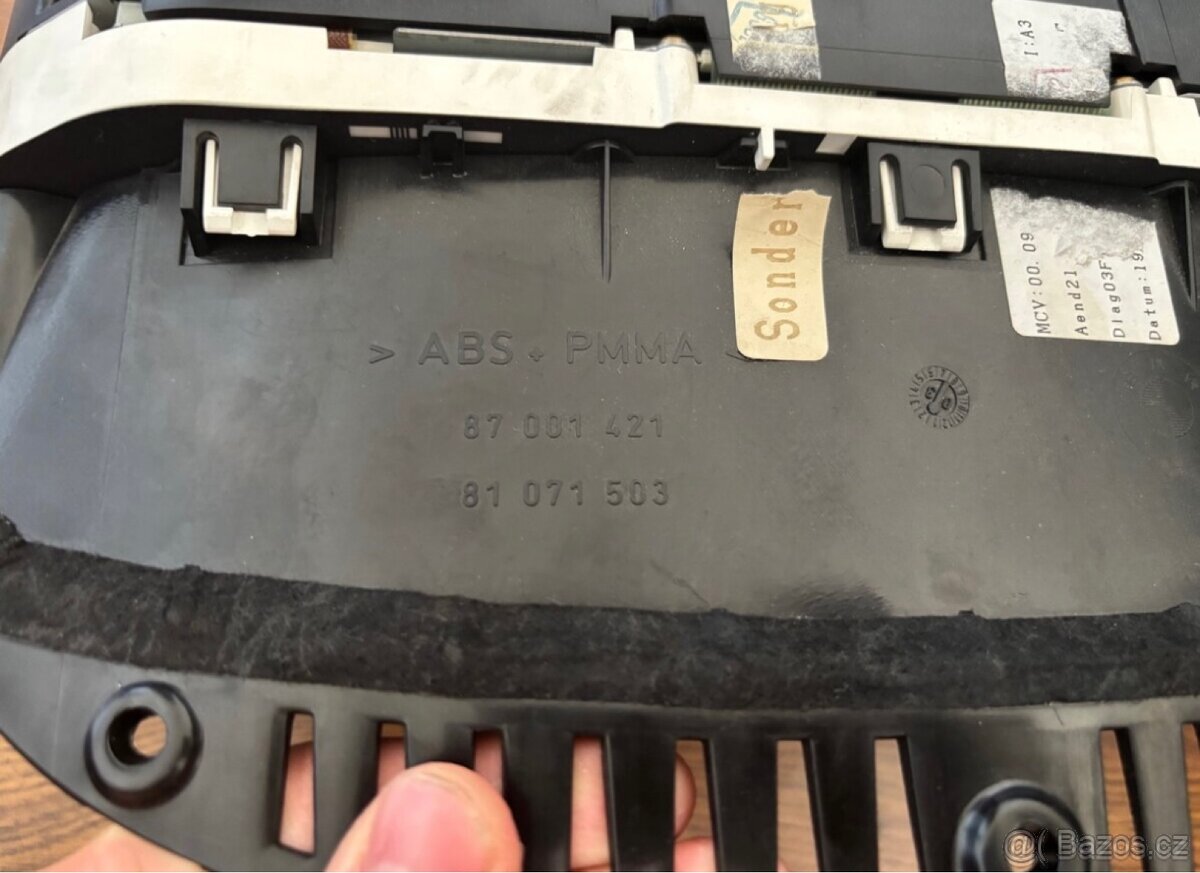 I:A3
Sonder
MCV:00. 09
Aend21
Diag03F
Datum:19.
> ABS + PMMA <
87 001 421
81 071 503
Bazos.cz